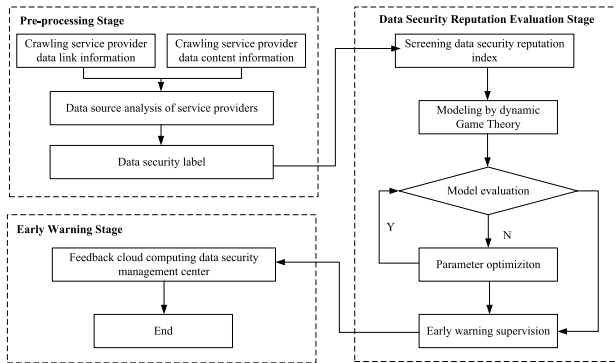 Pre-processing Stage
Crawling service provider
data link information
Crawling service provider
data content information
Data source analysis of service providers
Data security label
Data Security Reputation Evaluation Stage
Screening data security reputation
index
Modeling by dynamic
Game Theory
Model evaluation
Y
N
Parameter optimiziton
Early warning supervision
Early Warning Stage
Feedback cloud computing data security
management center
End